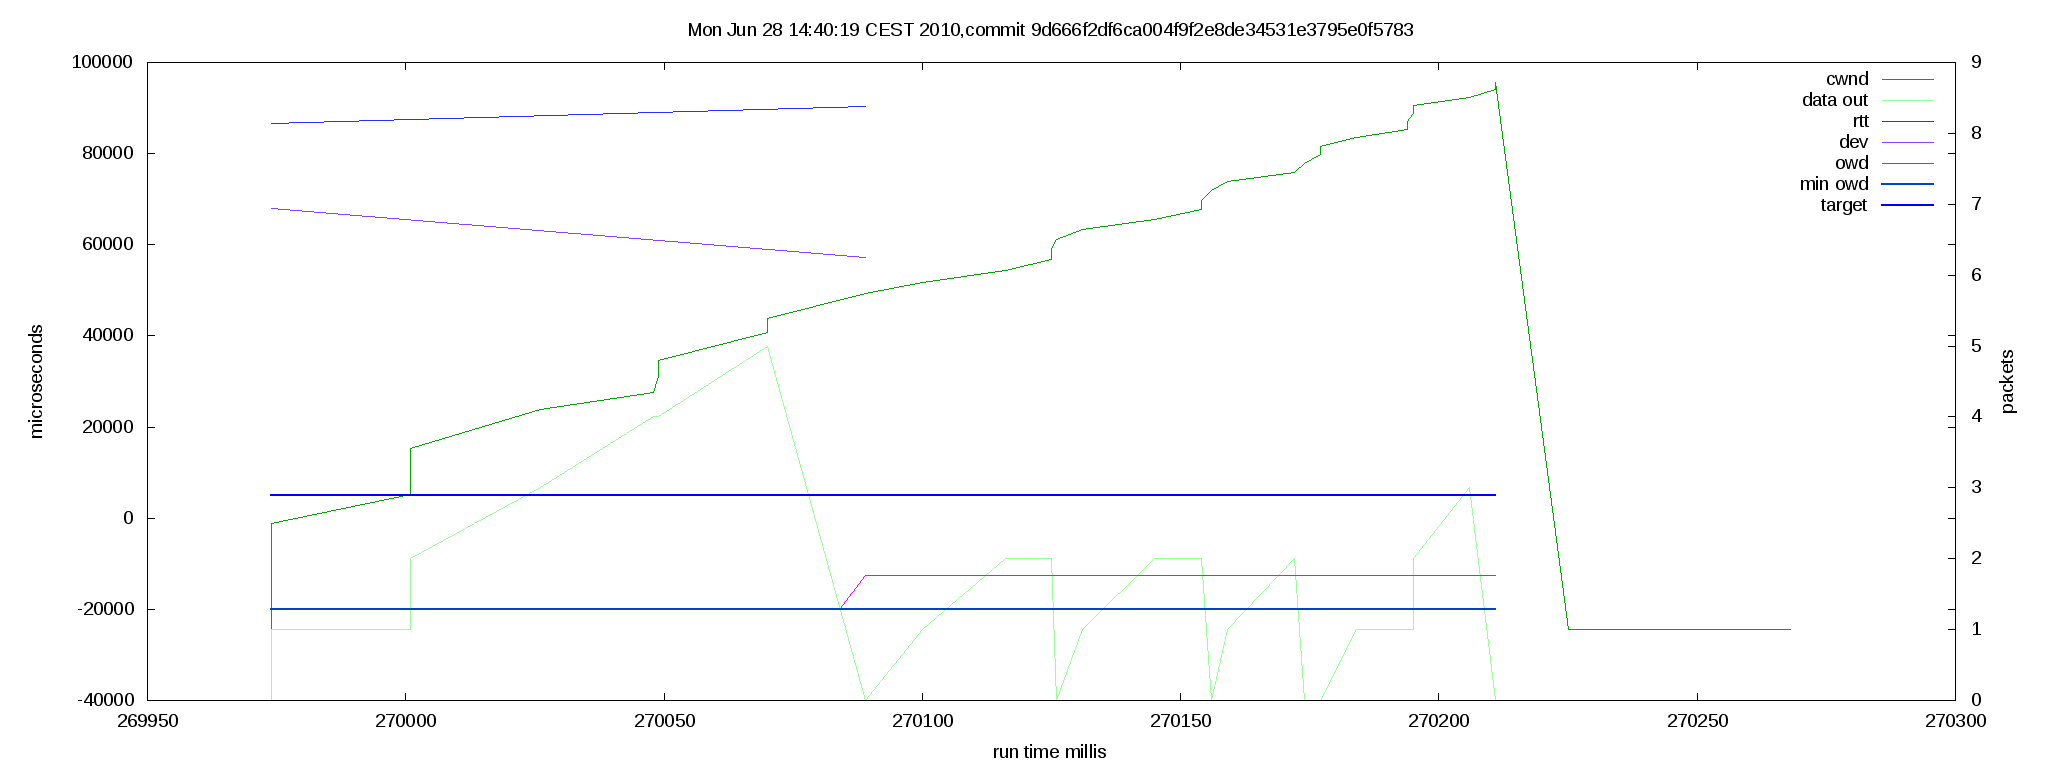 Mon Jun 28 14:40:19 CEST 2010,commit 9d666f2df6ca004f9f2e8de34531e3795e0f5783
100000
80000
60000
40000
20000
0
-20000
-40000
microseconds
9
8
7
6
5
4
3
2
1
0
packets
cwnd
data out
rtt
dev
owd
min owd
target
269950 270000 270050 270100 270150 270200 270250 270300
run time millis